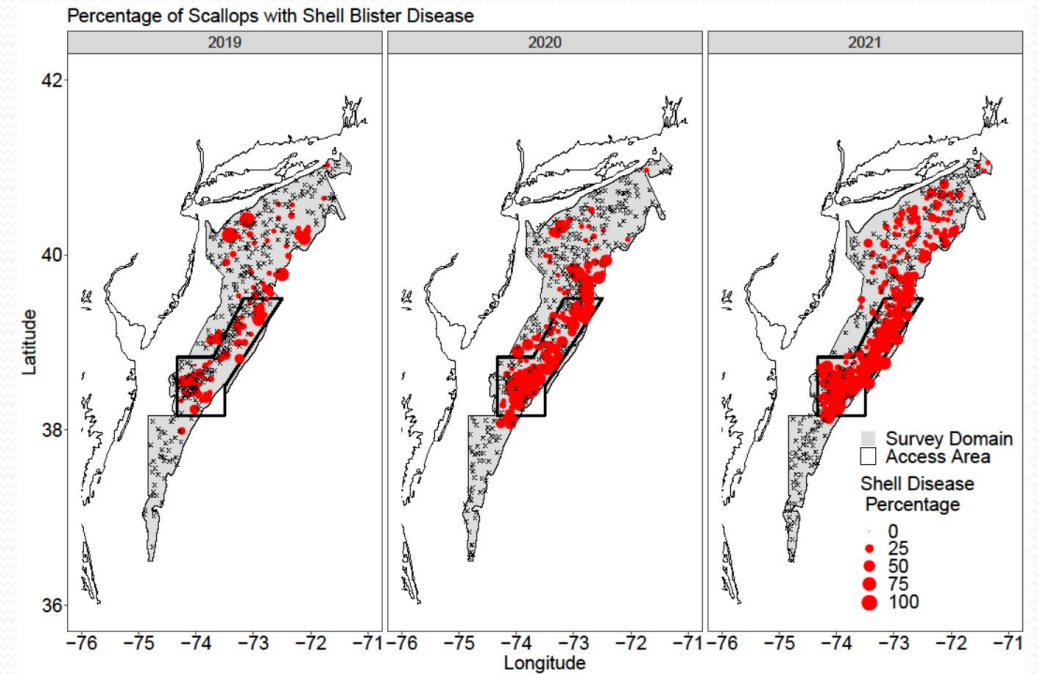 Percentage of Scallops with Shell Blister Disease
2019 2020 2021
42
40
38
36
Latitude
Survey Domain
Access Area
Shell Disease
Percentage
0
25
50
75
100
−76 −75 −74 −73 −72 −71 −76 −75 −74 −73 −72 −71 −76 −75 −74 −73 −72 −71
Longitude